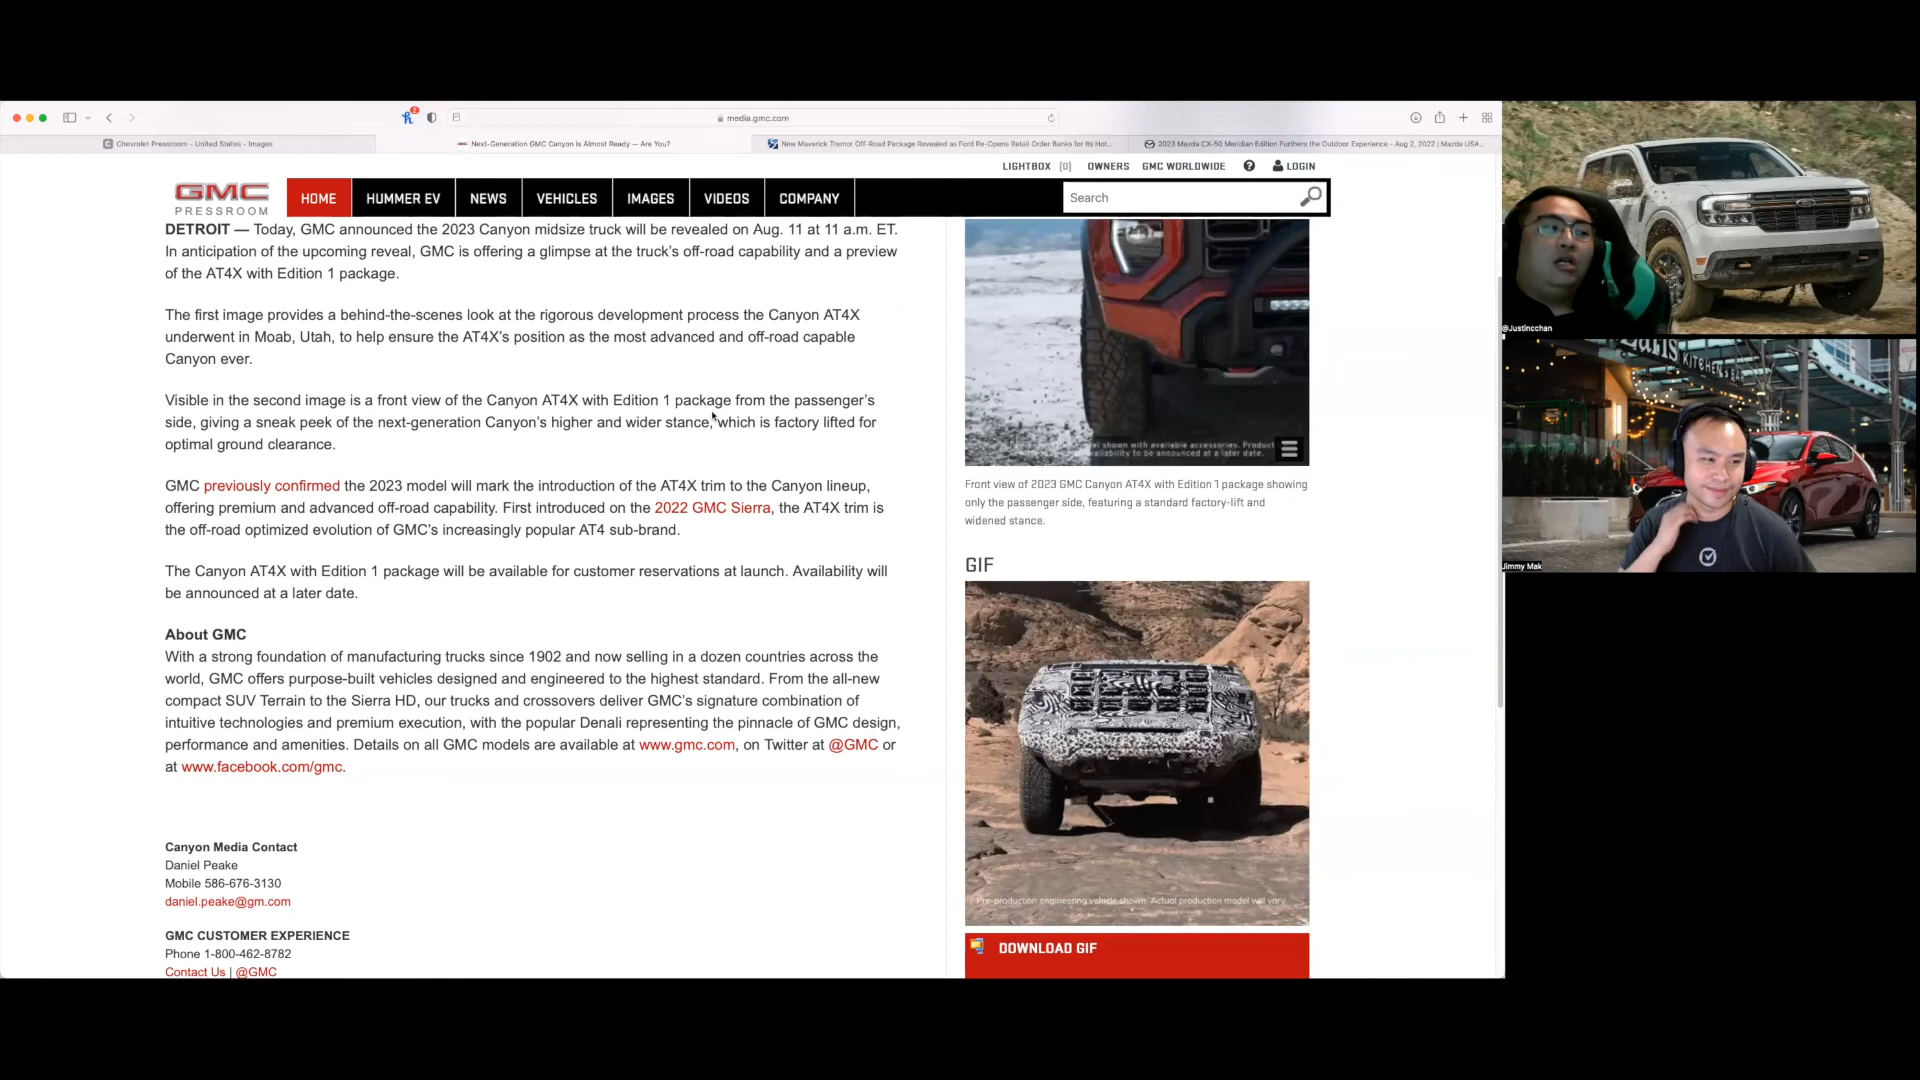 media.gmc.com
Chevrolet Pressroom - United States - Images
Next-Generation GMC Canyon is Almost Ready — Are You?
New Maverick Tremor Off-Road Package Revealed as Ford Re-Opens Retail Order Banks for Its Hot...
2023 Mazda CX-50 Meridian Edition Furthers the Outdoor Experience - Aug 2, 2022 | Mazda USA...
LIGHTBOX [0] OWNERS GMC WORLDWIDE ? LOGIN
GMC
PRESSROOM
HOME HUMMER EV NEWS VEHICLES IMAGES VIDEOS COMPANY
Search
DETROIT — Today, GMC announced the 2023 Canyon midsize truck will be revealed on Aug. 11 at 11 a.m. ET.
In anticipation of the upcoming reveal, GMC is offering a glimpse at the truck's off-road capability and a preview
of the AT4X with Edition 1 package.
The first image provides a behind-the-scenes look at the rigorous development process the Canyon AT4X
underwent in Moab, Utah, to help ensure the AT4X's position as the most advanced and off-road capable
Canyon ever.
Visible in the second image is a front view of the Canyon AT4X with Edition 1 package from the passenger's
side, giving a sneak peek of the next-generation Canyon's higher and wider stance, which is factory lifted for
optimal ground clearance.
GMC previously confirmed the 2023 model will mark the introduction of the AT4X trim to the Canyon lineup,
offering premium and advanced off-road capability. First introduced on the 2022 GMC Sierra, the AT4X trim is
the off-road optimized evolution of GMC's increasingly popular AT4 sub-brand.
The Canyon AT4X with Edition 1 package will be available for customer reservations at launch. Availability will
be announced at a later date.
About GMC
With a strong foundation of manufacturing trucks since 1902 and now selling in a dozen countries across the
world, GMC offers purpose-built vehicles designed and engineered to the highest standard. From the all-new
compact SUV Terrain to the Sierra HD, our trucks and crossovers deliver GMC's signature combination of
intuitive technologies and premium execution, with the popular Denali representing the pinnacle of GMC design,
performance and amenities. Details on all GMC models are available at www.gmc.com, on Twitter at @GMC or
at www.facebook.com/gmc.
Canyon Media Contact
Daniel Peake
Mobile 586-676-3130
daniel.peake@gm.com
GMC CUSTOMER EXPERIENCE
Phone 1-800-462-8782
Contact Us | @GMC
shown with available accessories. Product
availability to be announced at a later date.
Front view of 2023 GMC Canyon AT4X with Edition 1 package showing
only the passenger side, featuring a standard factory-lift and
widened stance.
GIF
Pre-production engineering vehicle shown. Actual production model will vary.
DOWNLOAD GIF
@Justincchan
KITCHEN & BAR
Jimmy Mak